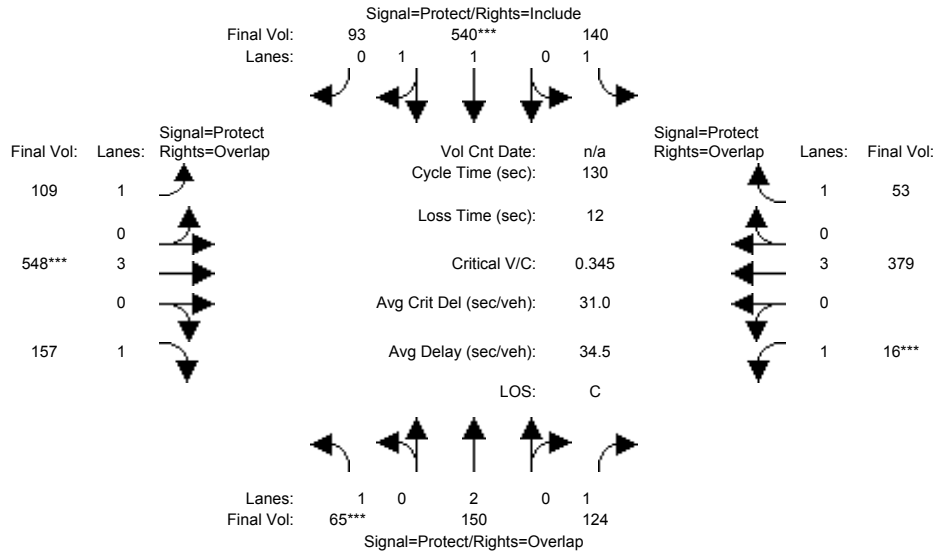 Signal=Protect/Rights=Include
Final Vol: 93 540*** 140
Lanes: 0 1 1 0 1
Signal=Protect
Final Vol: Lanes: Rights=Overlap
Vol Cnt Date: n/a
Signal=Protect
Rights=Overlap Lanes: Final Vol:
Cycle Time (sec): 130
109 1
1 53
Loss Time (sec): 12
0
0
548*** 3
Critical V/C: 0.345
3 379
0
Avg Crit Del (sec/veh): 31.0
0
157 1
Avg Delay (sec/veh): 34.5
1 16***
LOS: C
Lanes: 1 0 2 0 1
Final Vol: 65*** 150 124
Signal=Protect/Rights=Overlap